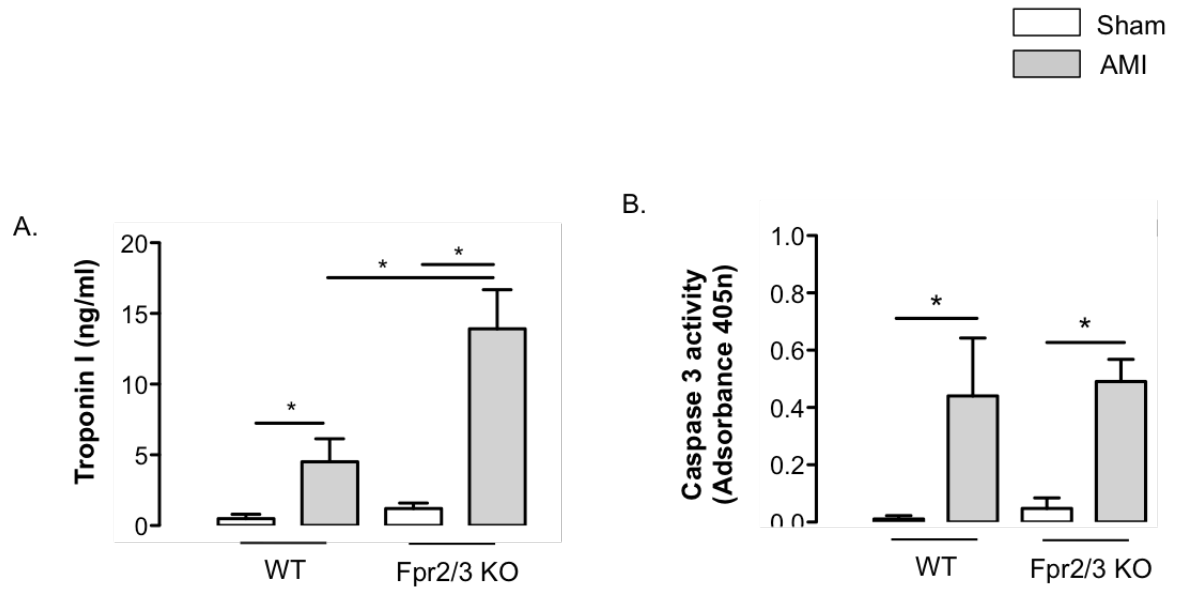 Sham
AMI
A.
20
15
10
5
0
Troponin I (ng/ml)
*
*
*
WT
Fpr2/3 KO
B.
1.0
0.8
0.6
0.4
0.2
0.0
Caspase 3 activity
(Adsorbance 405n)
*
*
WT
Fpr2/3 KO